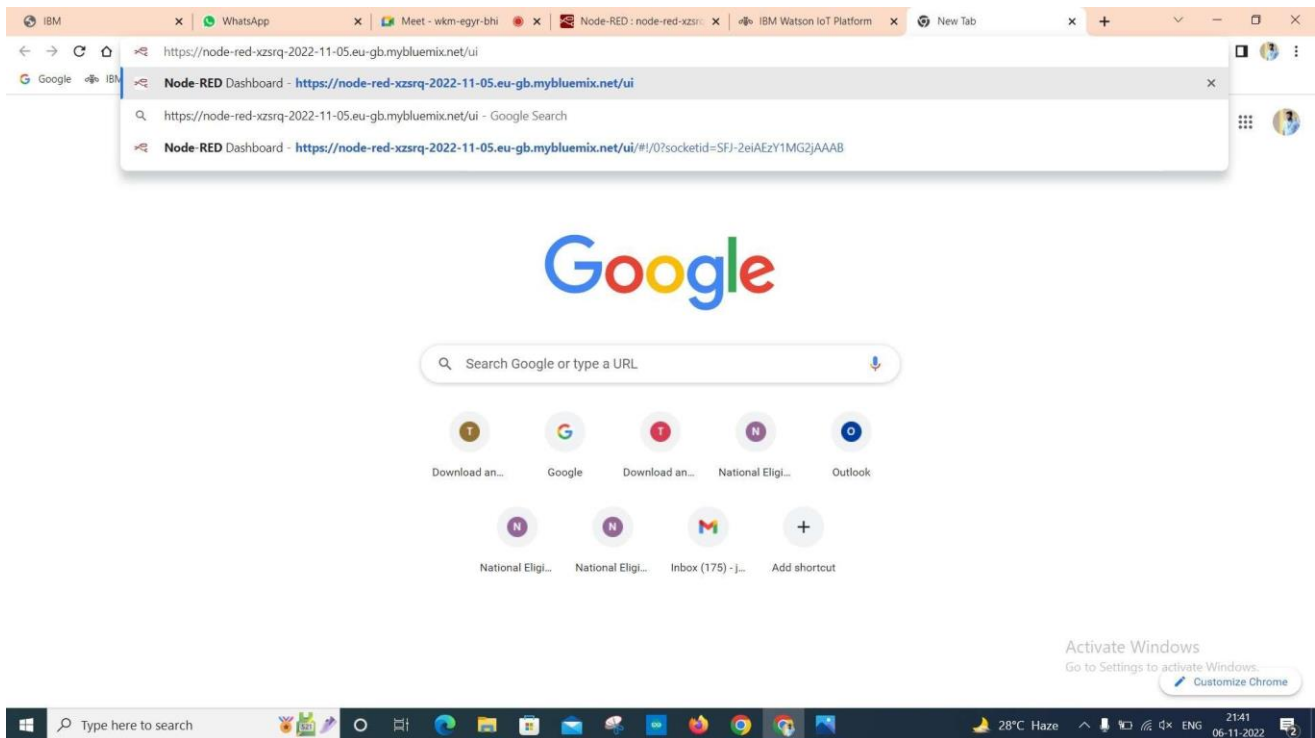 IBM
WhatsApp
Meet - wkm-egyr-bhi
Node-RED : node-red-xzsrq
IBM Watson IoT Platform
New Tab
https://node-red-xzsrq-2022-11-05.eu-gb.mybluemix.net/ui
Google
IBM
Node-RED Dashboard - https://node-red-xzsrq-2022-11-05.eu-gb.mybluemix.net/ui
https://node-red-xzsrq-2022-11-05.eu-gb.mybluemix.net/ui - Google Search
Node-RED Dashboard - https://node-red-xzsrq-2022-11-05.eu-gb.mybluemix.net/ui/#!/0?socketid=SFJ-2eiAEzY1MG2jAAAB
Google
Search Google or type a URL
T G T N O
Download an... Google Download an... National Eligi... Outlook
N N M
National Eligi... National Eligi... Inbox (175) - j... Add shortcut
Activate Windows
Go to Settings to activate Windows.
Customize Chrome
Type here to search
28°C Haze
ENG
21:41
06-11-2022
2